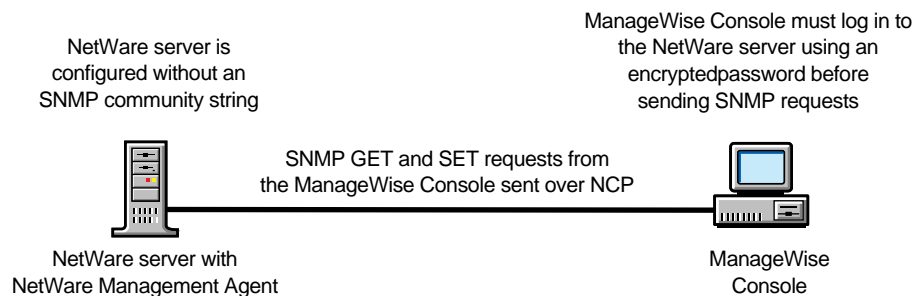 NetWare server is
configured without an
SNMP community string
ManageWise Console must log in to
the NetWare server using an
encryptedpassword before
sending SNMP requests
SNMP GET and SET requests from
the ManageWise Console sent over NCP
NetWare server with
NetWare Management Agent
ManageWise
Console